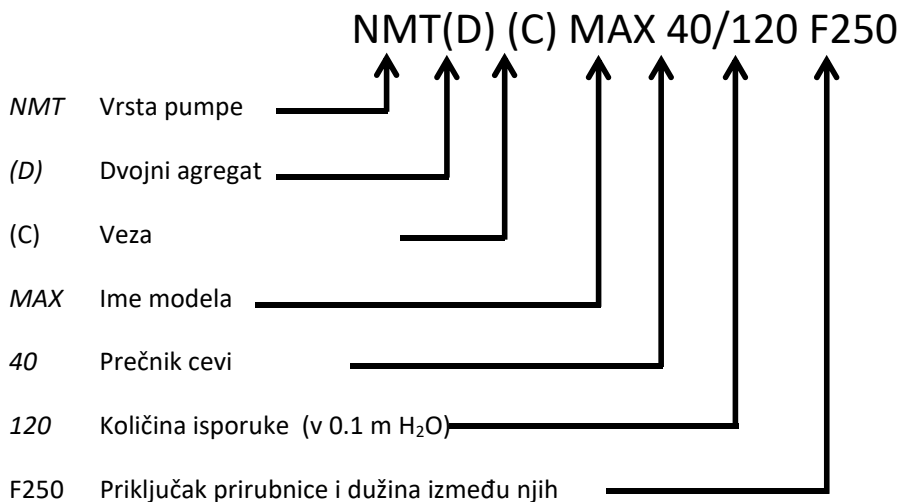 NMT(D) (C) MAX 40/120 F250
NMT Vrsta pumpe
(D) Dvojni agregat
(C) Veza
MAX Ime modela
40 Prečnik cevi
120 Količina isporuke (v 0.1 m H₂O)
F250 Priključak prirubnice i dužina između njih